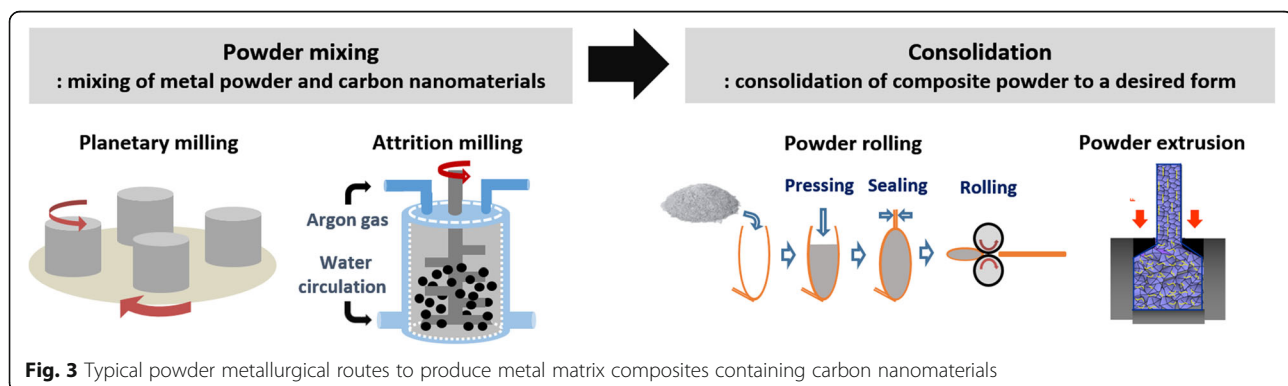 Powder mixing
: mixing of metal powder and carbon nanomaterials
Consolidation
: consolidation of composite powder to a desired form
Planetary milling
Attrition milling
Argon gas
Water
circulation
Powder rolling
Pressing
Sealing
Rolling
Powder extrusion
F
Fig. 3 Typical powder metallurgical routes to produce metal matrix composites containing carbon nanomaterials